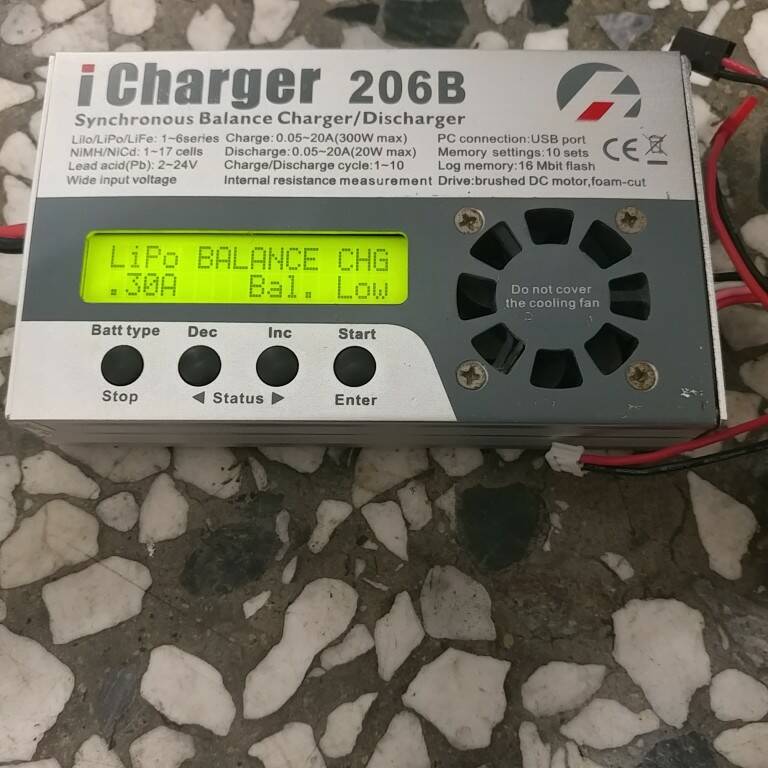 iCharger 206B
Synchronous Balance Charger/Discharger
LiIo/LiPo/LiFe: 1~6series Charge: 0.05~20A(300W max) PC connection:USB port
NiMH/NiCd: 1~17 cells Discharge: 0.05~20A(20W max) Memory settings:10 sets
Lead acid(Pb): 2~24V Charge/Discharge cycle:1~10 Log memory:16 Mbit flash
Wide input voltage Internal resistance measurement Drive:brushed DC motor,foam-cut
CE
LiPo BALANCE CHG
.30A Bal. Low
Do not cover
the cooling fan
Batt type Dec Inc Start
Stop ◀ Status ▶ Enter